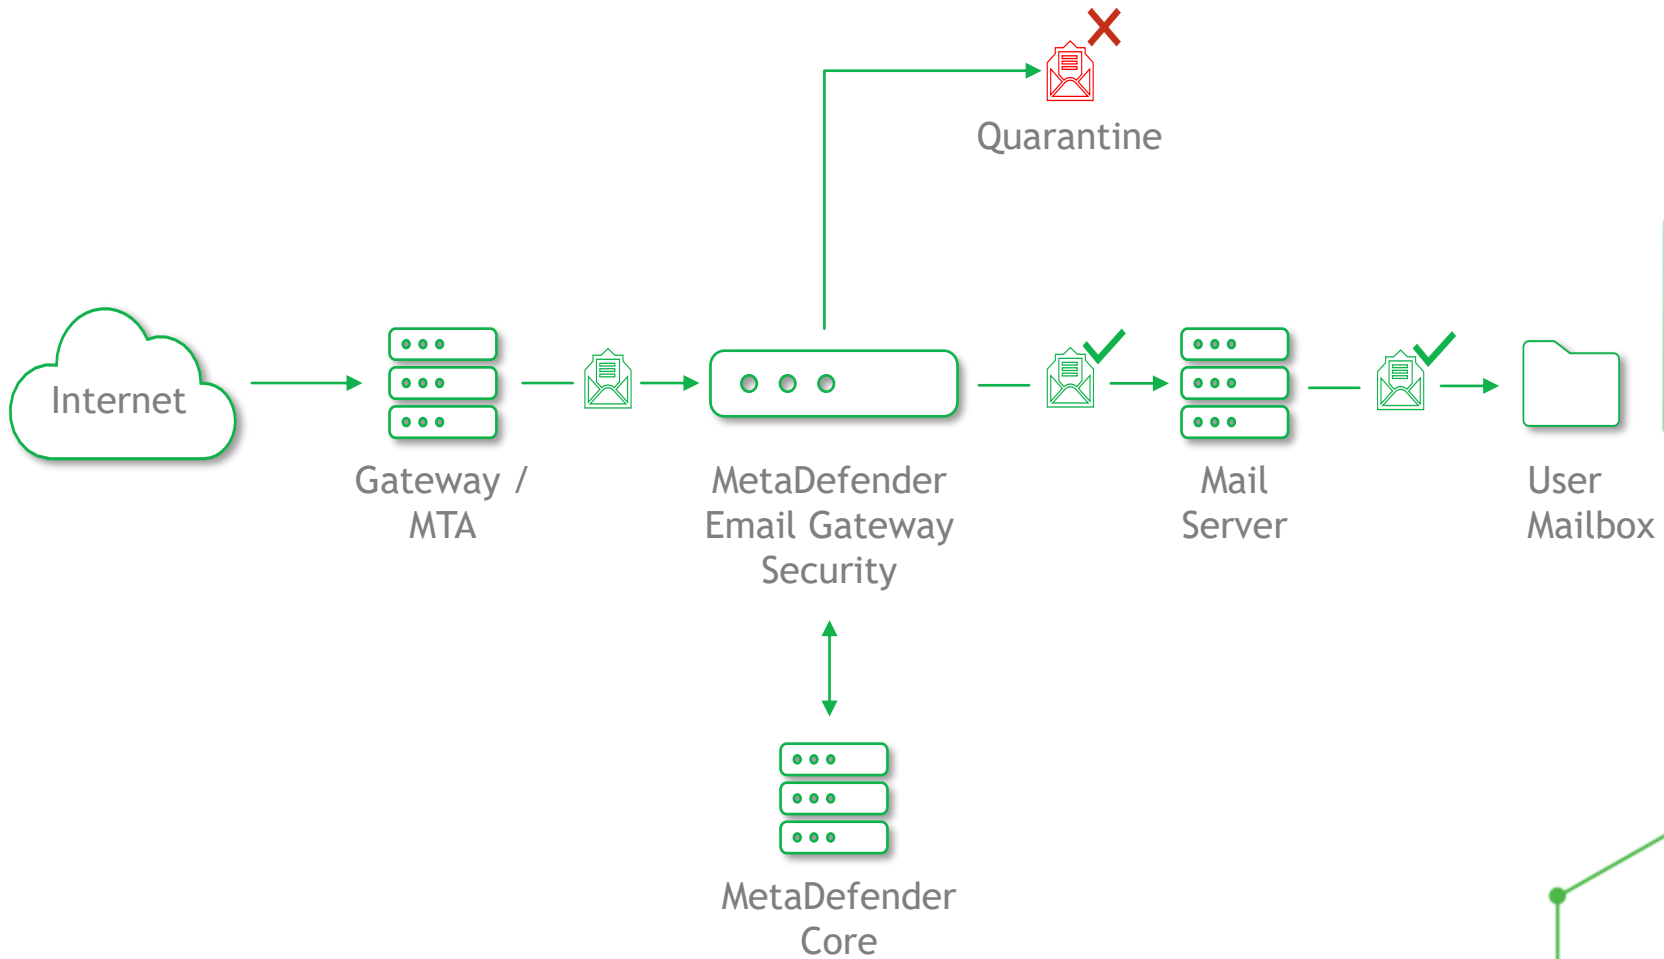 Quarantine
Internet
Gateway /
MTA
MetaDefender
Email Gateway
Security
Mail
Server
User
Mailbox
MetaDefender
Core